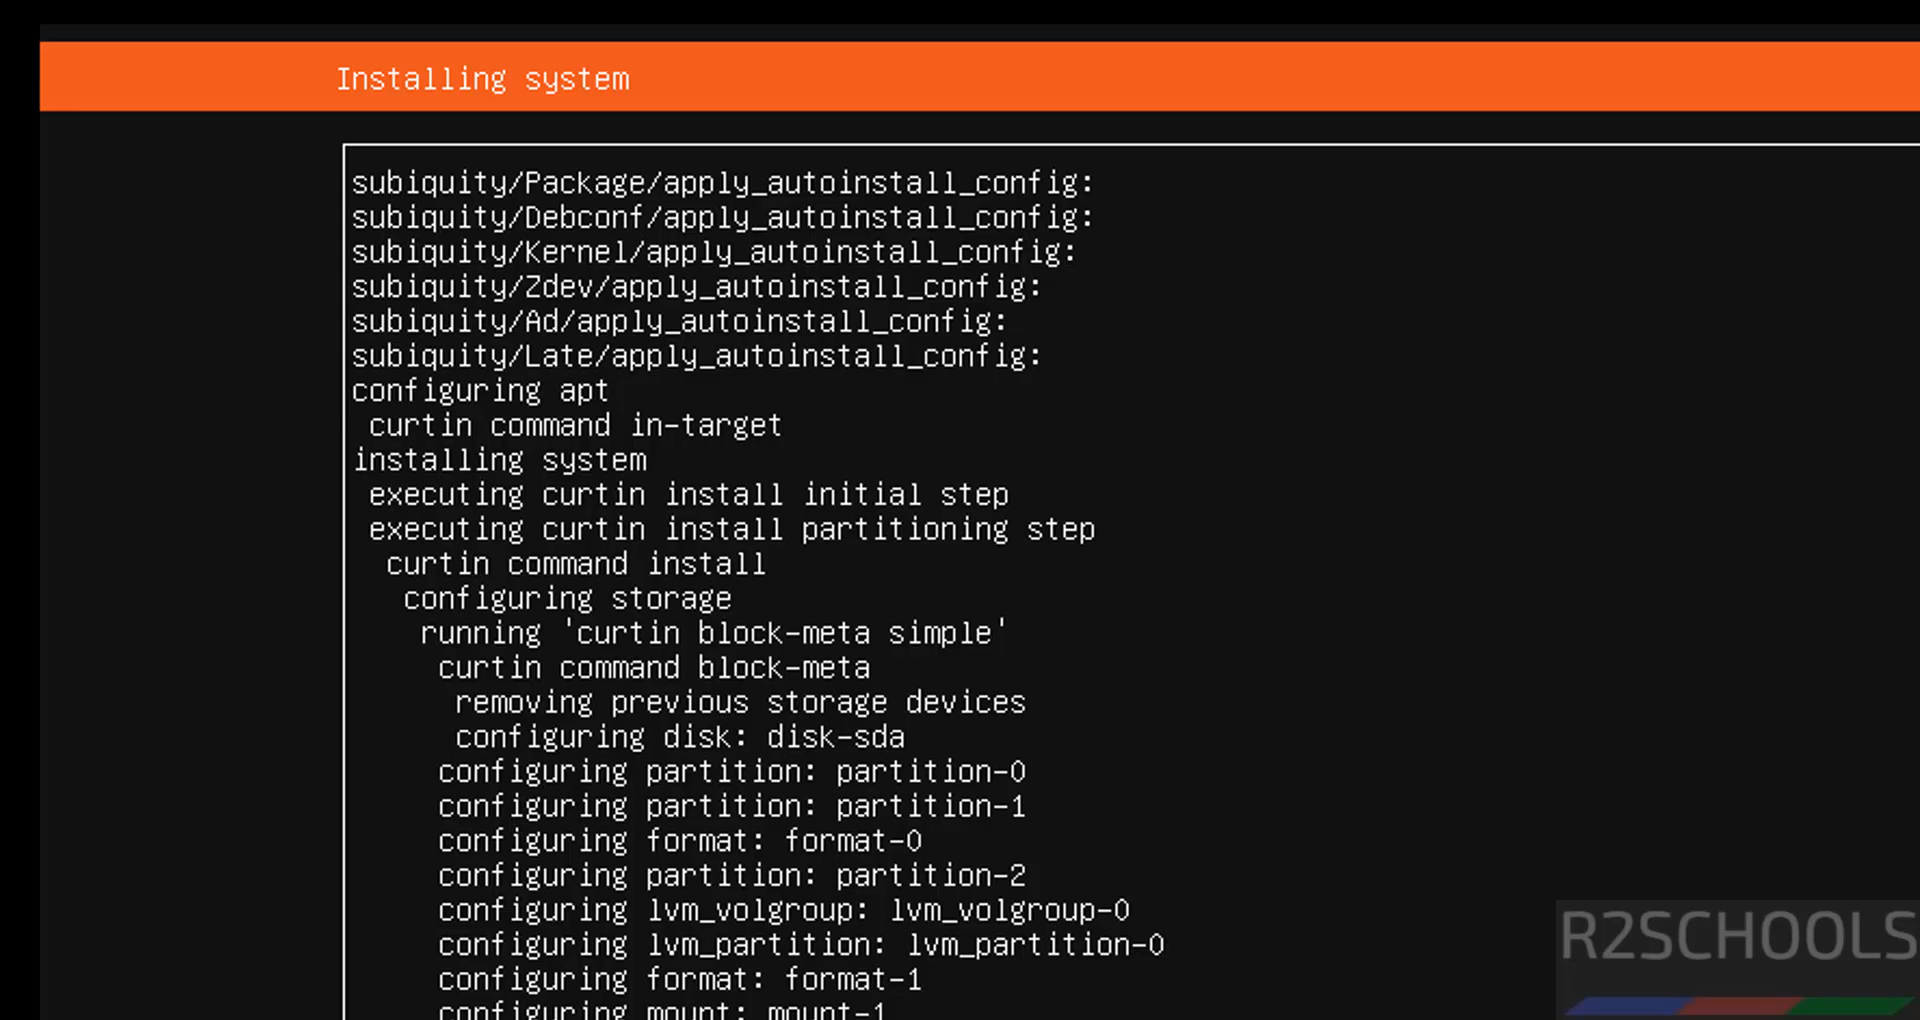 Installing system
subiquity/Package/apply_autoinstall_config:
subiquity/Debconf/apply_autoinstall_config:
subiquity/Kernel/apply_autoinstall_config:
subiquity/Zdev/apply_autoinstall_config:
subiquity/Ad/apply_autoinstall_config:
subiquity/Late/apply_autoinstall_config:
configuring apt
curtin command in-target
installing system
executing curtin install initial step
executing curtin install partitioning step
curtin command install
configuring storage
running 'curtin block-meta simple'
curtin command block-meta
removing previous storage devices
configuring disk: disk-sda
configuring partition: partition-0
configuring partition: partition-1
configuring format: format-0
configuring partition: partition-2
configuring lvm_volgroup: lvm_volgroup-0
configuring lvm_partition: lvm_partition-0
configuring format: format-1
configuring mount: mount-1
R2SCHOOLS